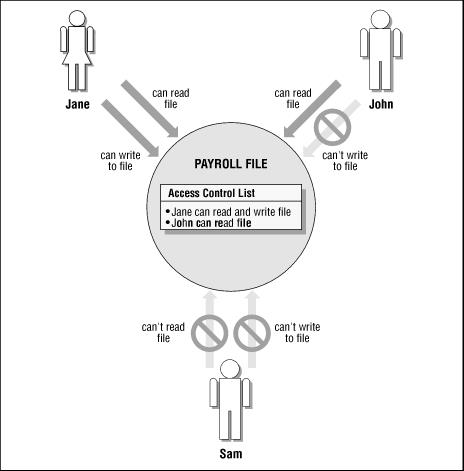 Jane
John
can read
file
can read
file
can write
to file
can't write
to file
PAYROLL FILE
Access Control List
• Jane can read and write file
• John can read file
can't read
file
can't write
to file
Sam